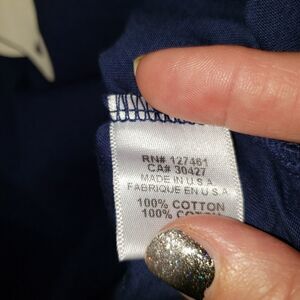 RN# 127461
CA# 30427
MADE IN U.S.A
FABRIQUE EN U.S.A
100% COTTON
100% COTON